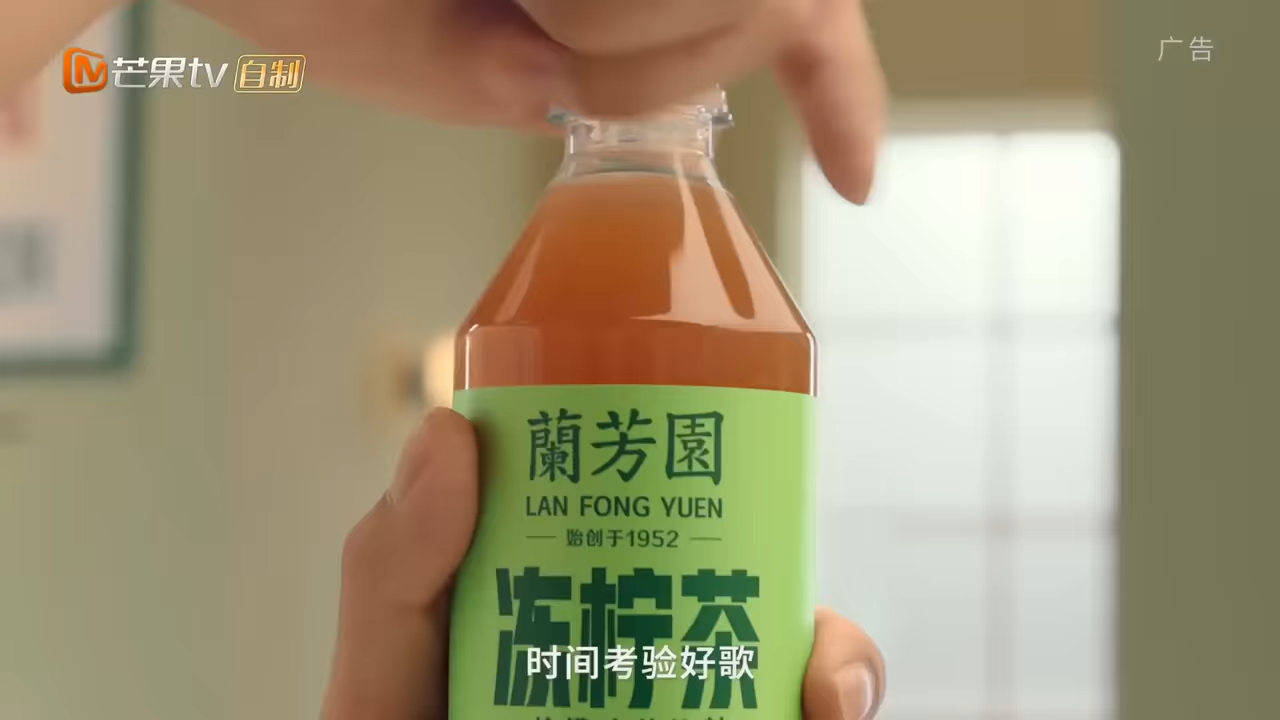 芒果tv 自制
广告
蘭芳園
LAN FONG YUEN
始创于1952
冻柠茶
时间考验好歌